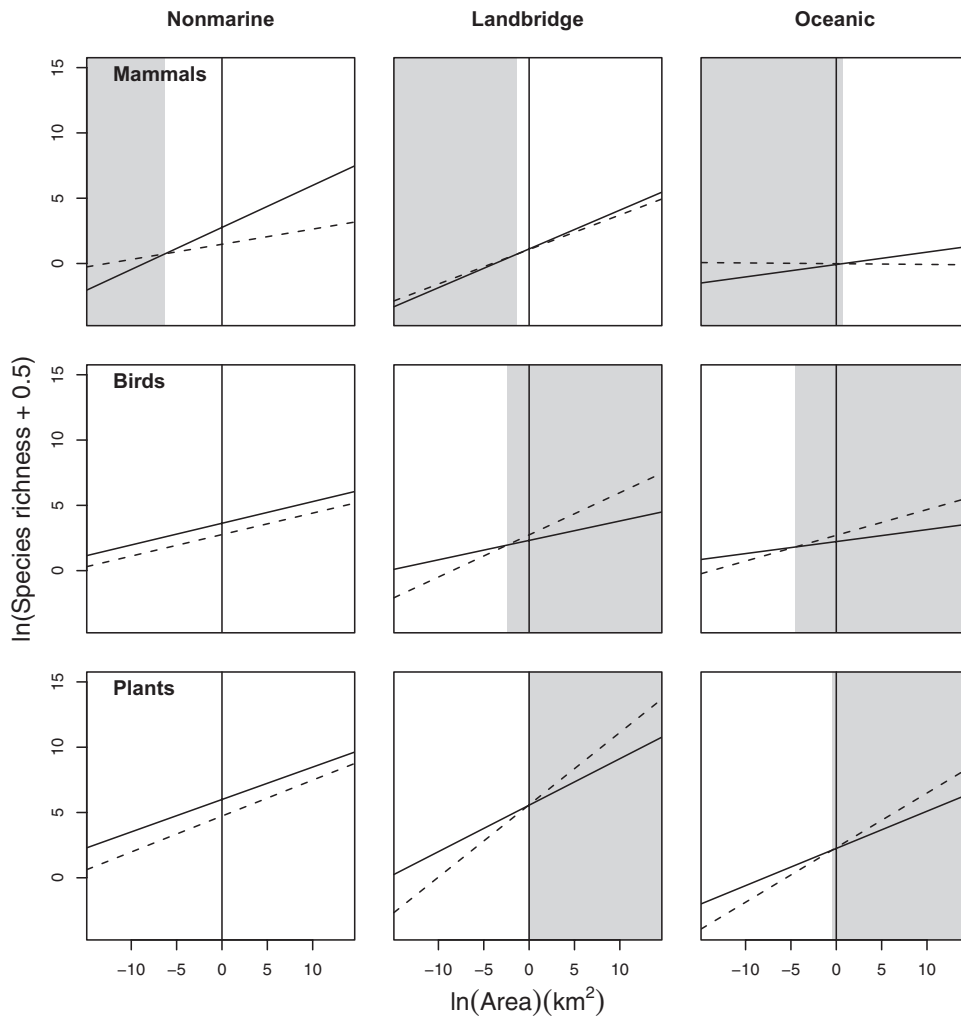 Nonmarine Landbridge Oceanic
Mammals
15
10
5
0
Birds
15
10
5
0
Plants
15
10
5
0
ln(Species richness + 0.5)
−10 −5 0 5 10 −10 −5 0 5 10 −10 −5 0 5 10
ln(Area)(km²)